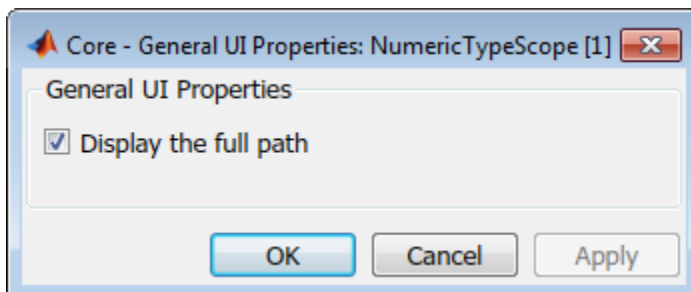 Core - General UI Properties: NumericTypeScope [1]
General UI Properties
Display the full path
OK Cancel Apply